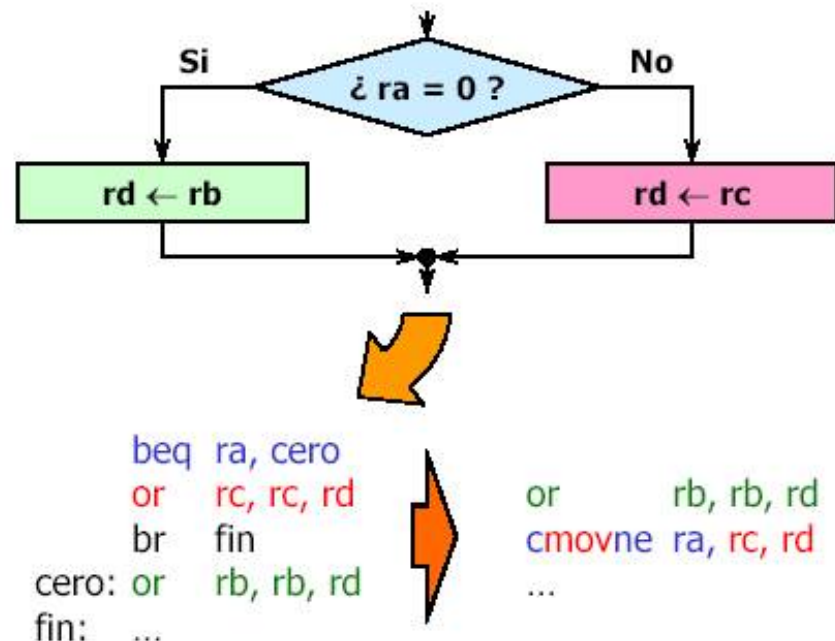 Si
¿ ra = 0 ?
No
rd ← rb
rd ← rc
beq ra, cero
or rc, rc, rd
br fin
cero: or rb, rb, rd
fin: ...
or rb, rb, rd
cmovne ra, rc, rd
...